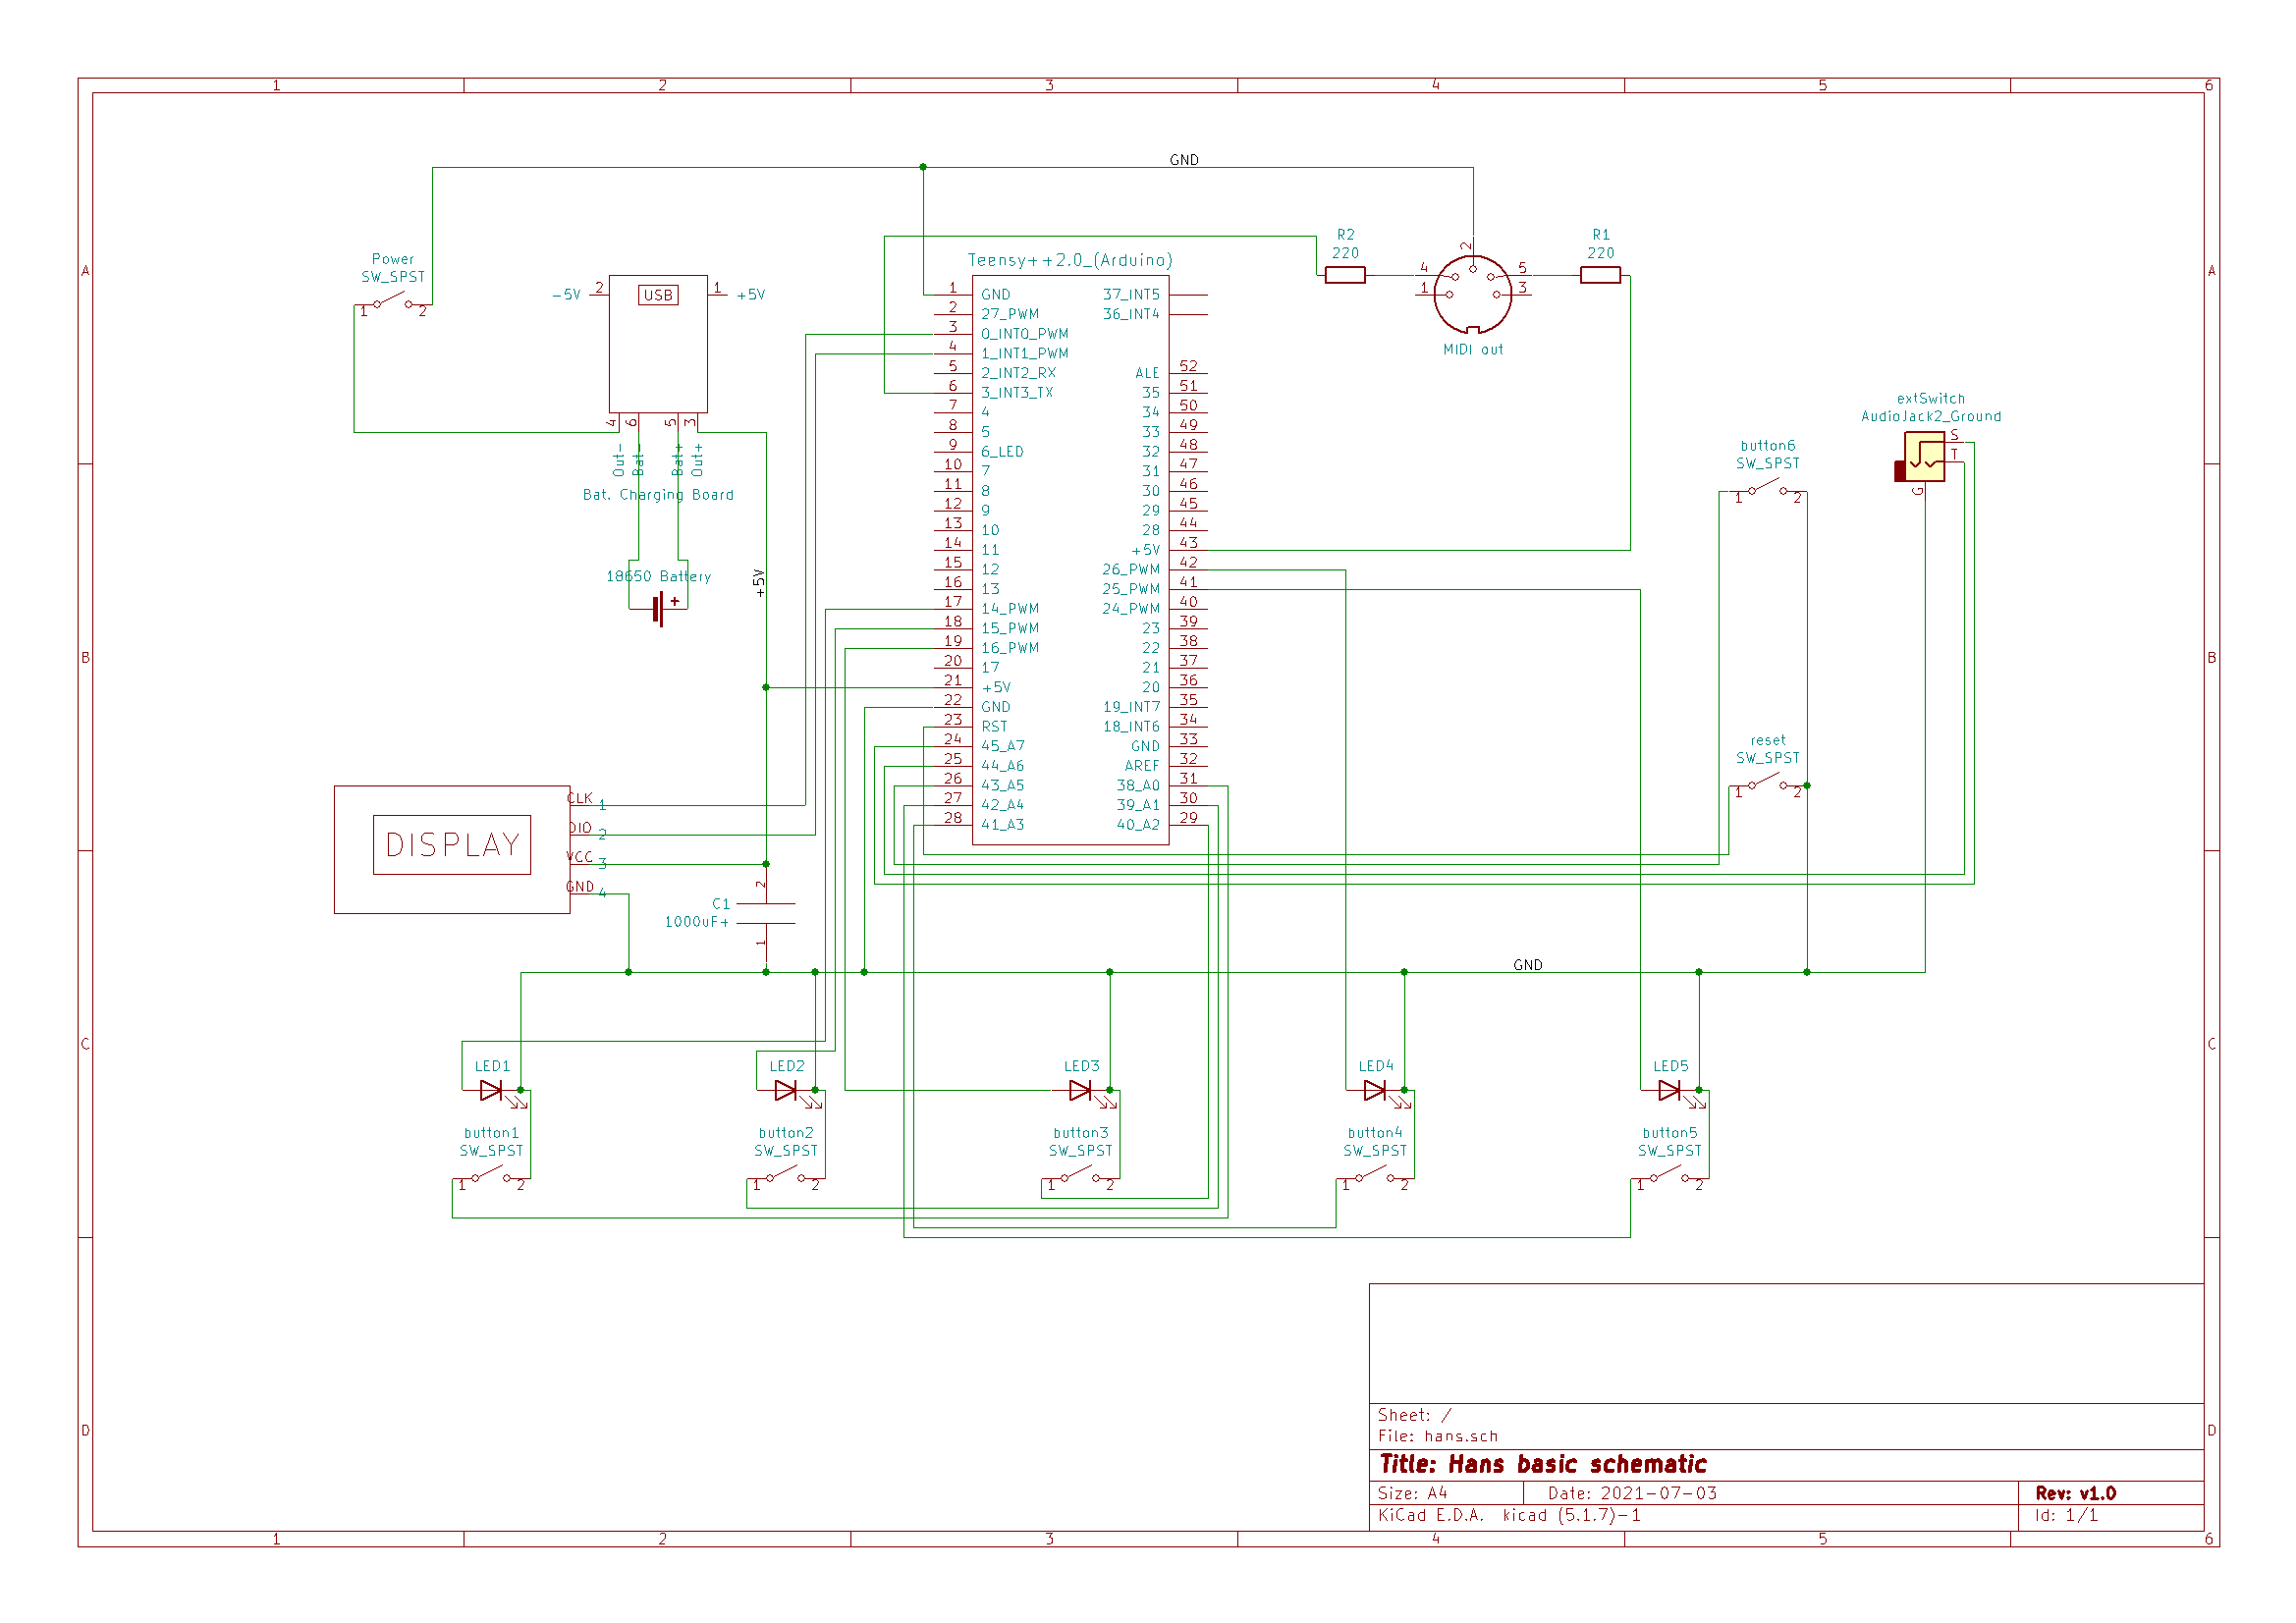 1 2 3 4 5 6
A
B
C
D
A
B
C
D
GND
Power
SW_SPST
1 2
-5V 2
USB
1 +5V
4 6 5 3
Out-
Bat-
Bat+
Out+
Bat. Charging Board
18650 Battery
+
+5V
Teensy++2.0_(Arduino)
1 GND
2 27_PWM
3 0_INT0_PWM
4 1_INT1_PWM
5 2_INT2_RX
6 3_INT3_TX
7 4
8 5
9 6_LED
10 7
11 8
12 9
13 10
14 11
15 12
16 13
17 14_PWM
18 15_PWM
19 16_PWM
20 17
21 +5V
22 GND
23 RST
24 45_A7
25 44_A6
26 43_A5
27 42_A4
28 41_A3
37_INT5
36_INT4
ALE 52
35 51
34 50
33 49
32 48
31 47
30 46
29 45
28 44
+5V 43
26_PWM 42
25_PWM 41
24_PWM 40
23 39
22 38
21 37
20 36
19_INT7 35
18_INT6 34
GND 33
AREF 32
38_A0 31
39_A1 30
40_A2 29
R2
220
R1
220
2
4 5
1 3
MIDI out
extSwitch
AudioJack2_Ground
S
T
G
button6
SW_SPST
1 2
reset
SW_SPST
1 2
DISPLAY
CLK 1
DIO 2
VCC 3
GND 4
2
C1
1000uF+
1
GND
LED1
LED2
LED3
LED4
LED5
button1
SW_SPST
1 2
button2
SW_SPST
1 2
button3
SW_SPST
1 2
button4
SW_SPST
1 2
button5
SW_SPST
1 2
Sheet: /
File: hans.sch
Title: Hans basic schematic
Size: A4 Date: 2021-07-03 Rev: v1.0
KiCad E.D.A. kicad (5.1.7)-1 Id: 1/1
1 2 3 4 5 6